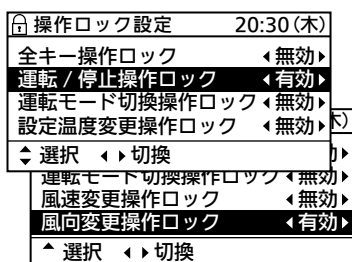 操作ロック設定 20:30(木)
全キー操作ロック 無効
運転/停止操作ロック 有効
運転モード切換操作ロック 無効
設定温度変更操作ロック 無効
選択 切換
木)
運転モード切換操作ロック 無効
風速変更操作ロック 無効
風向変更操作ロック 有効
選択 切換